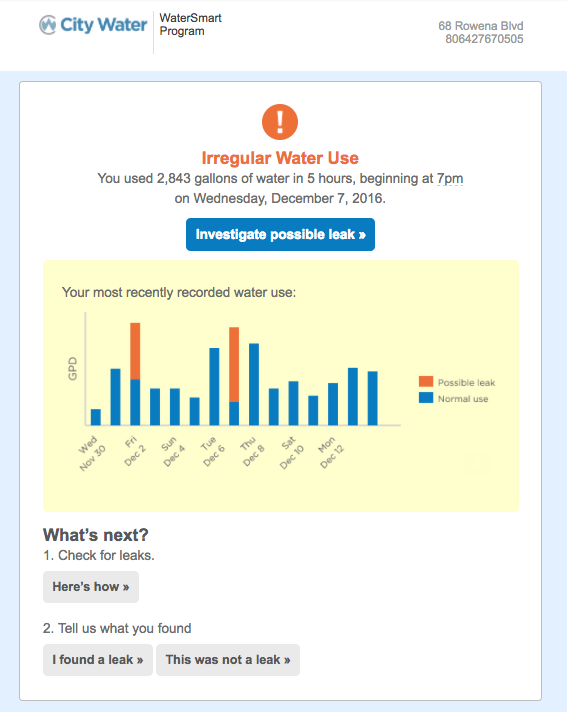 City Water
WaterSmart
Program
68 Rowena Blvd
806427670505
!
Irregular Water Use
You used 2,843 gallons of water in 5 hours, beginning at 7pm
on Wednesday, December 7, 2016.
Investigate possible leak »
Your most recently recorded water use:
GPD
Possible leak
Normal use
Wed
Nov 30
Fri
Dec 2
Sun
Dec 4
Tue
Dec 6
Thu
Dec 8
Sat
Dec 10
Mon
Dec 12
What’s next?
1. Check for leaks.
Here’s how »
2. Tell us what you found
I found a leak » This was not a leak »